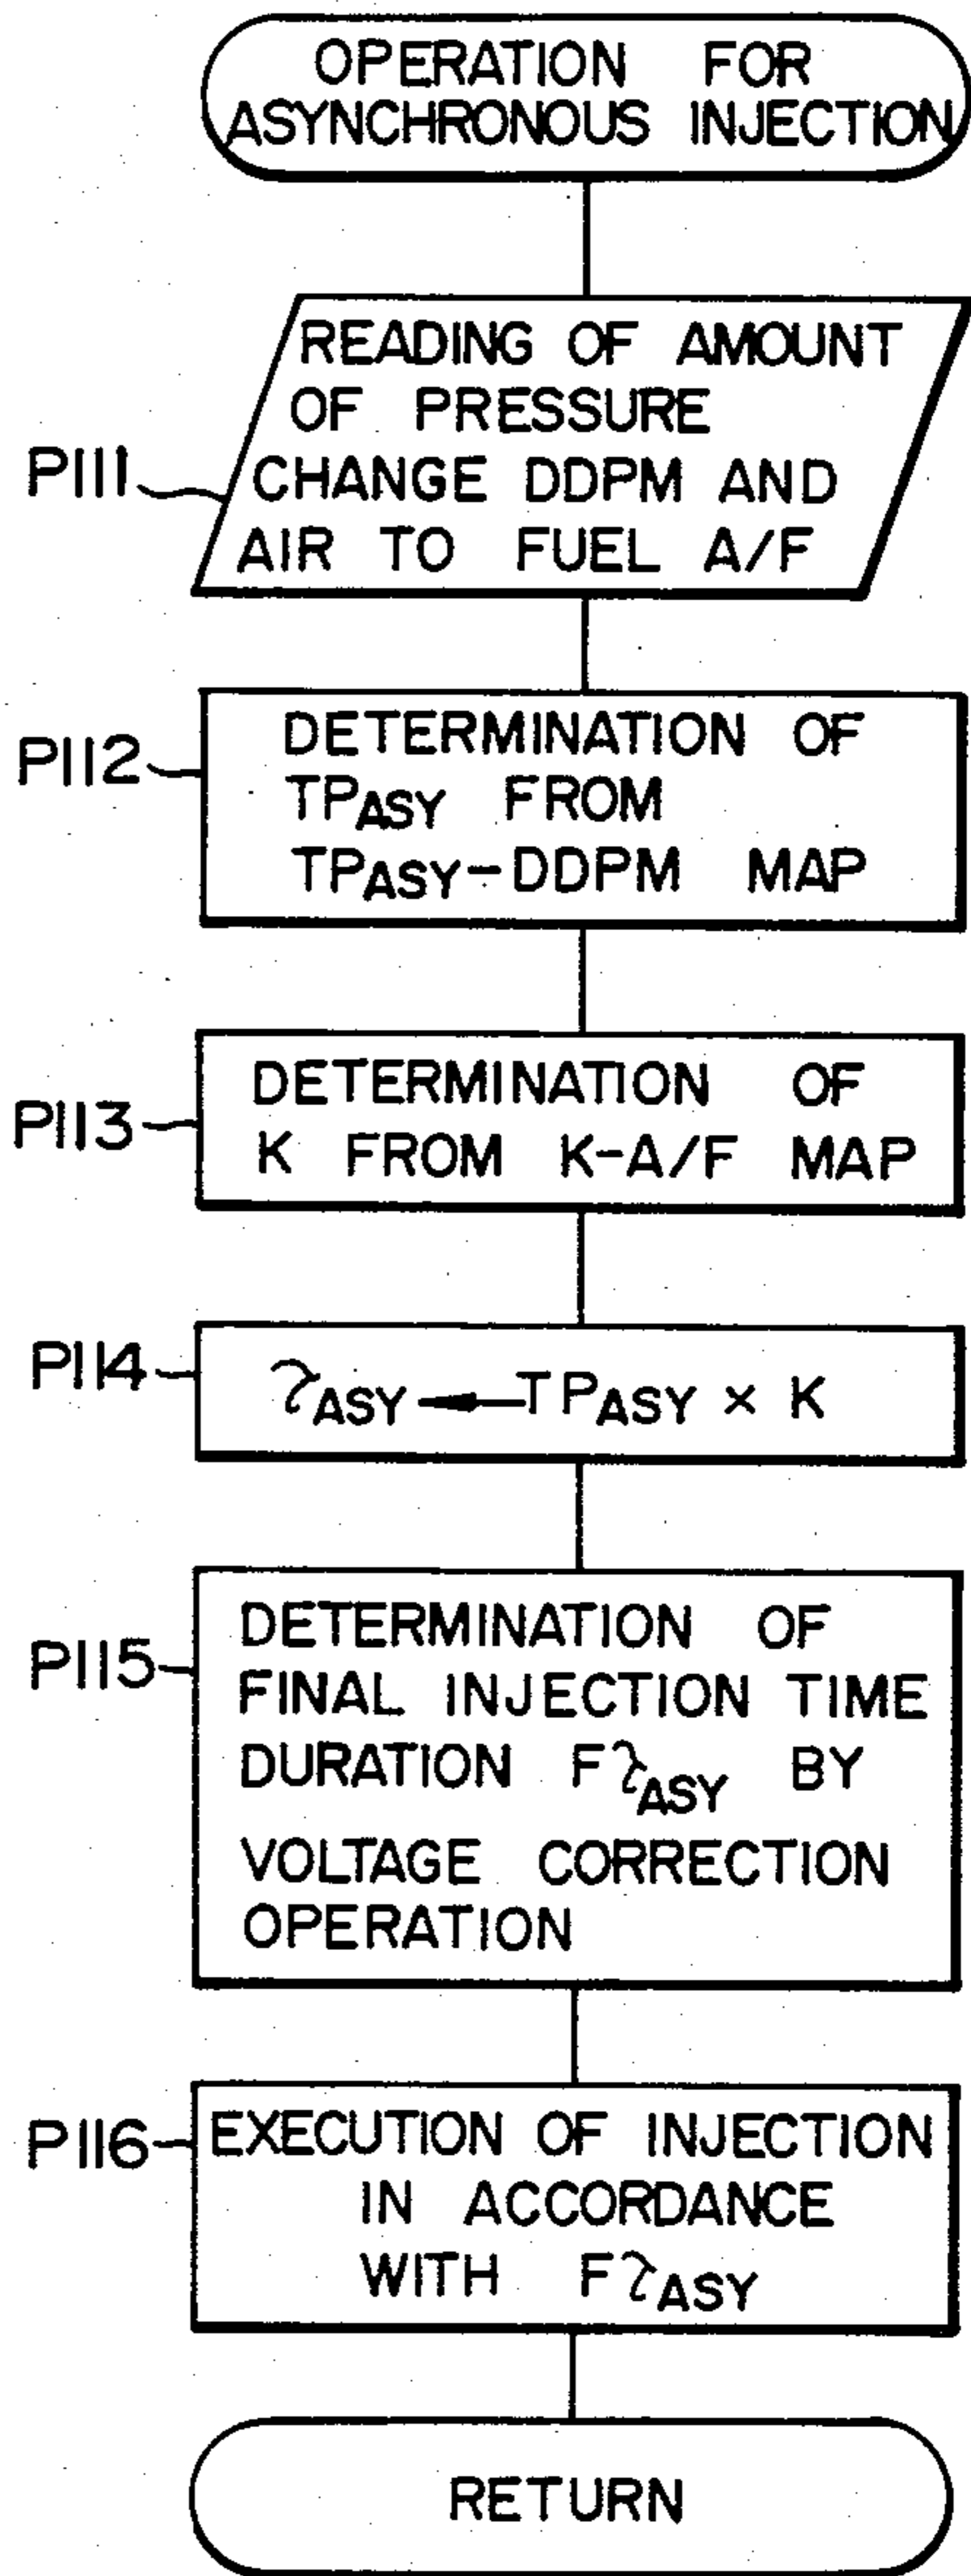 OPERATION FOR
ASYNCHRONOUS INJECTION
READING OF AMOUNT
OF PRESSURE
P111
CHANGE DDPM AND
AIR TO FUEL A/F
P112
DETERMINATION OF
TPASY FROM
TPASY-DDPM MAP
P113
DETERMINATION OF
K FROM K-A/F MAP
P114
τASY ← TPASY × K
P115
DETERMINATION OF
FINAL INJECTION TIME
DURATION FτASY BY
VOLTAGE CORRECTION
OPERATION
P116
EXECUTION OF INJECTION
IN ACCORDANCE
WITH FτASY
RETURN